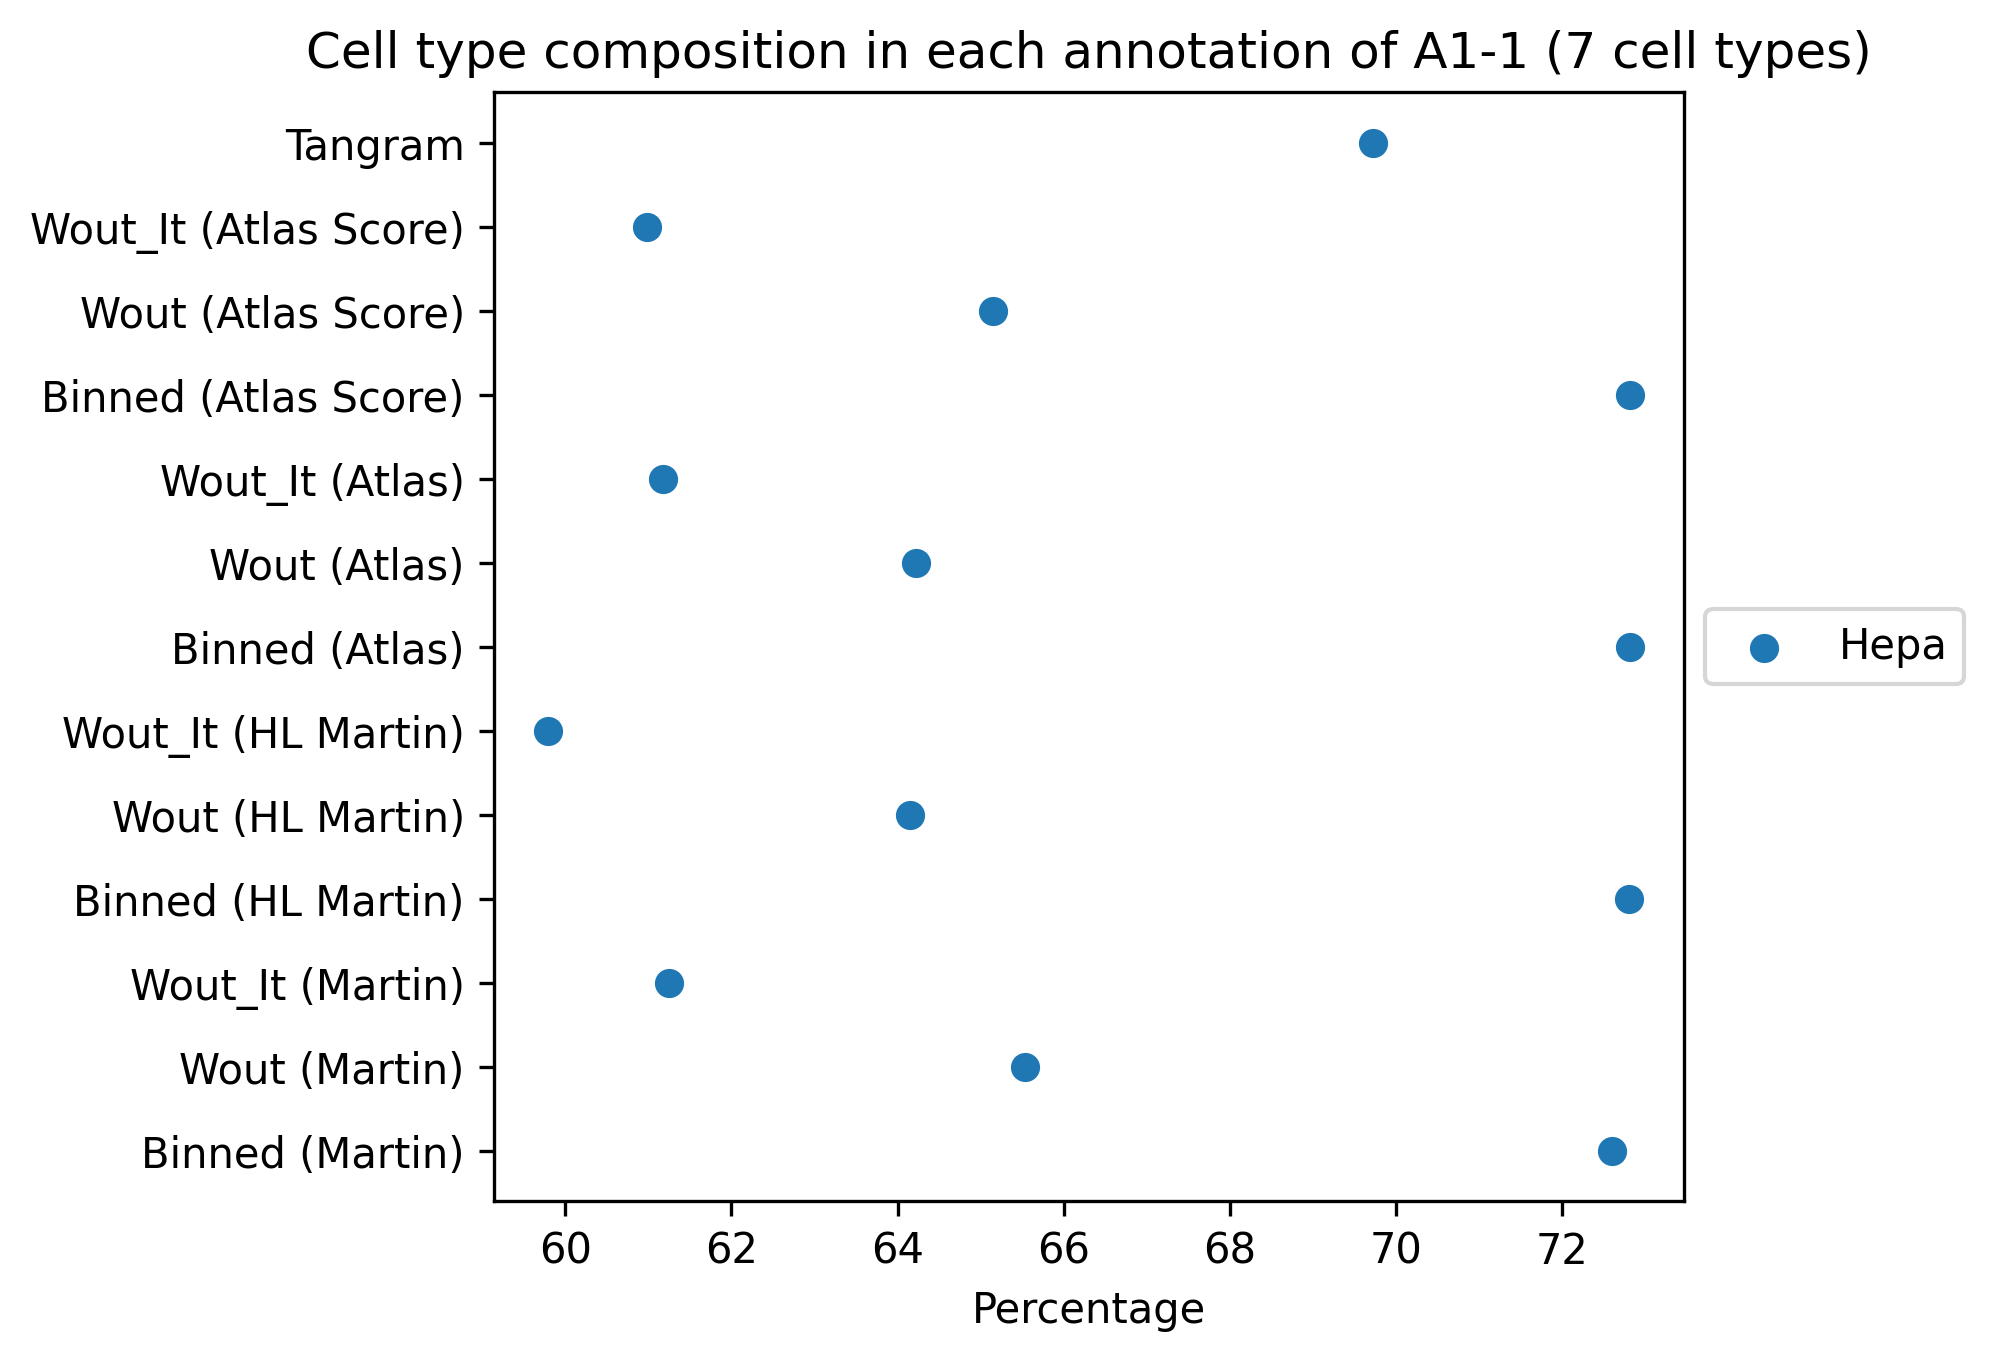 Cell type composition in each annotation of A1-1 (7 cell types)
Tangram
Wout_It (Atlas Score)
Wout (Atlas Score)
Binned (Atlas Score)
Wout_It (Atlas)
Wout (Atlas)
Binned (Atlas)
Wout_It (HL Martin)
Wout (HL Martin)
Binned (HL Martin)
Wout_It (Martin)
Wout (Martin)
Binned (Martin)
Hepa
60 62 64 66 68 70 72
Percentage